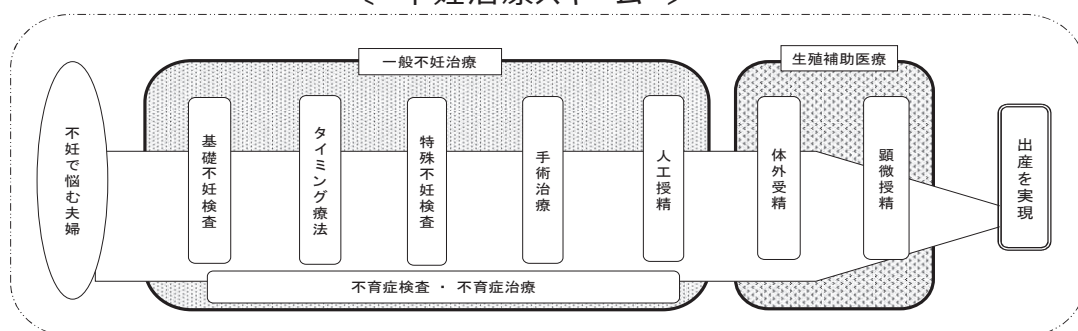 一般不妊治療
生殖補助医療
不妊で悩む夫婦
基礎不妊検査
タイミング療法
特殊不妊検査
手術治療
人工授精
体外受精
顕微授精
出産を実現
不育症検査・不育症治療